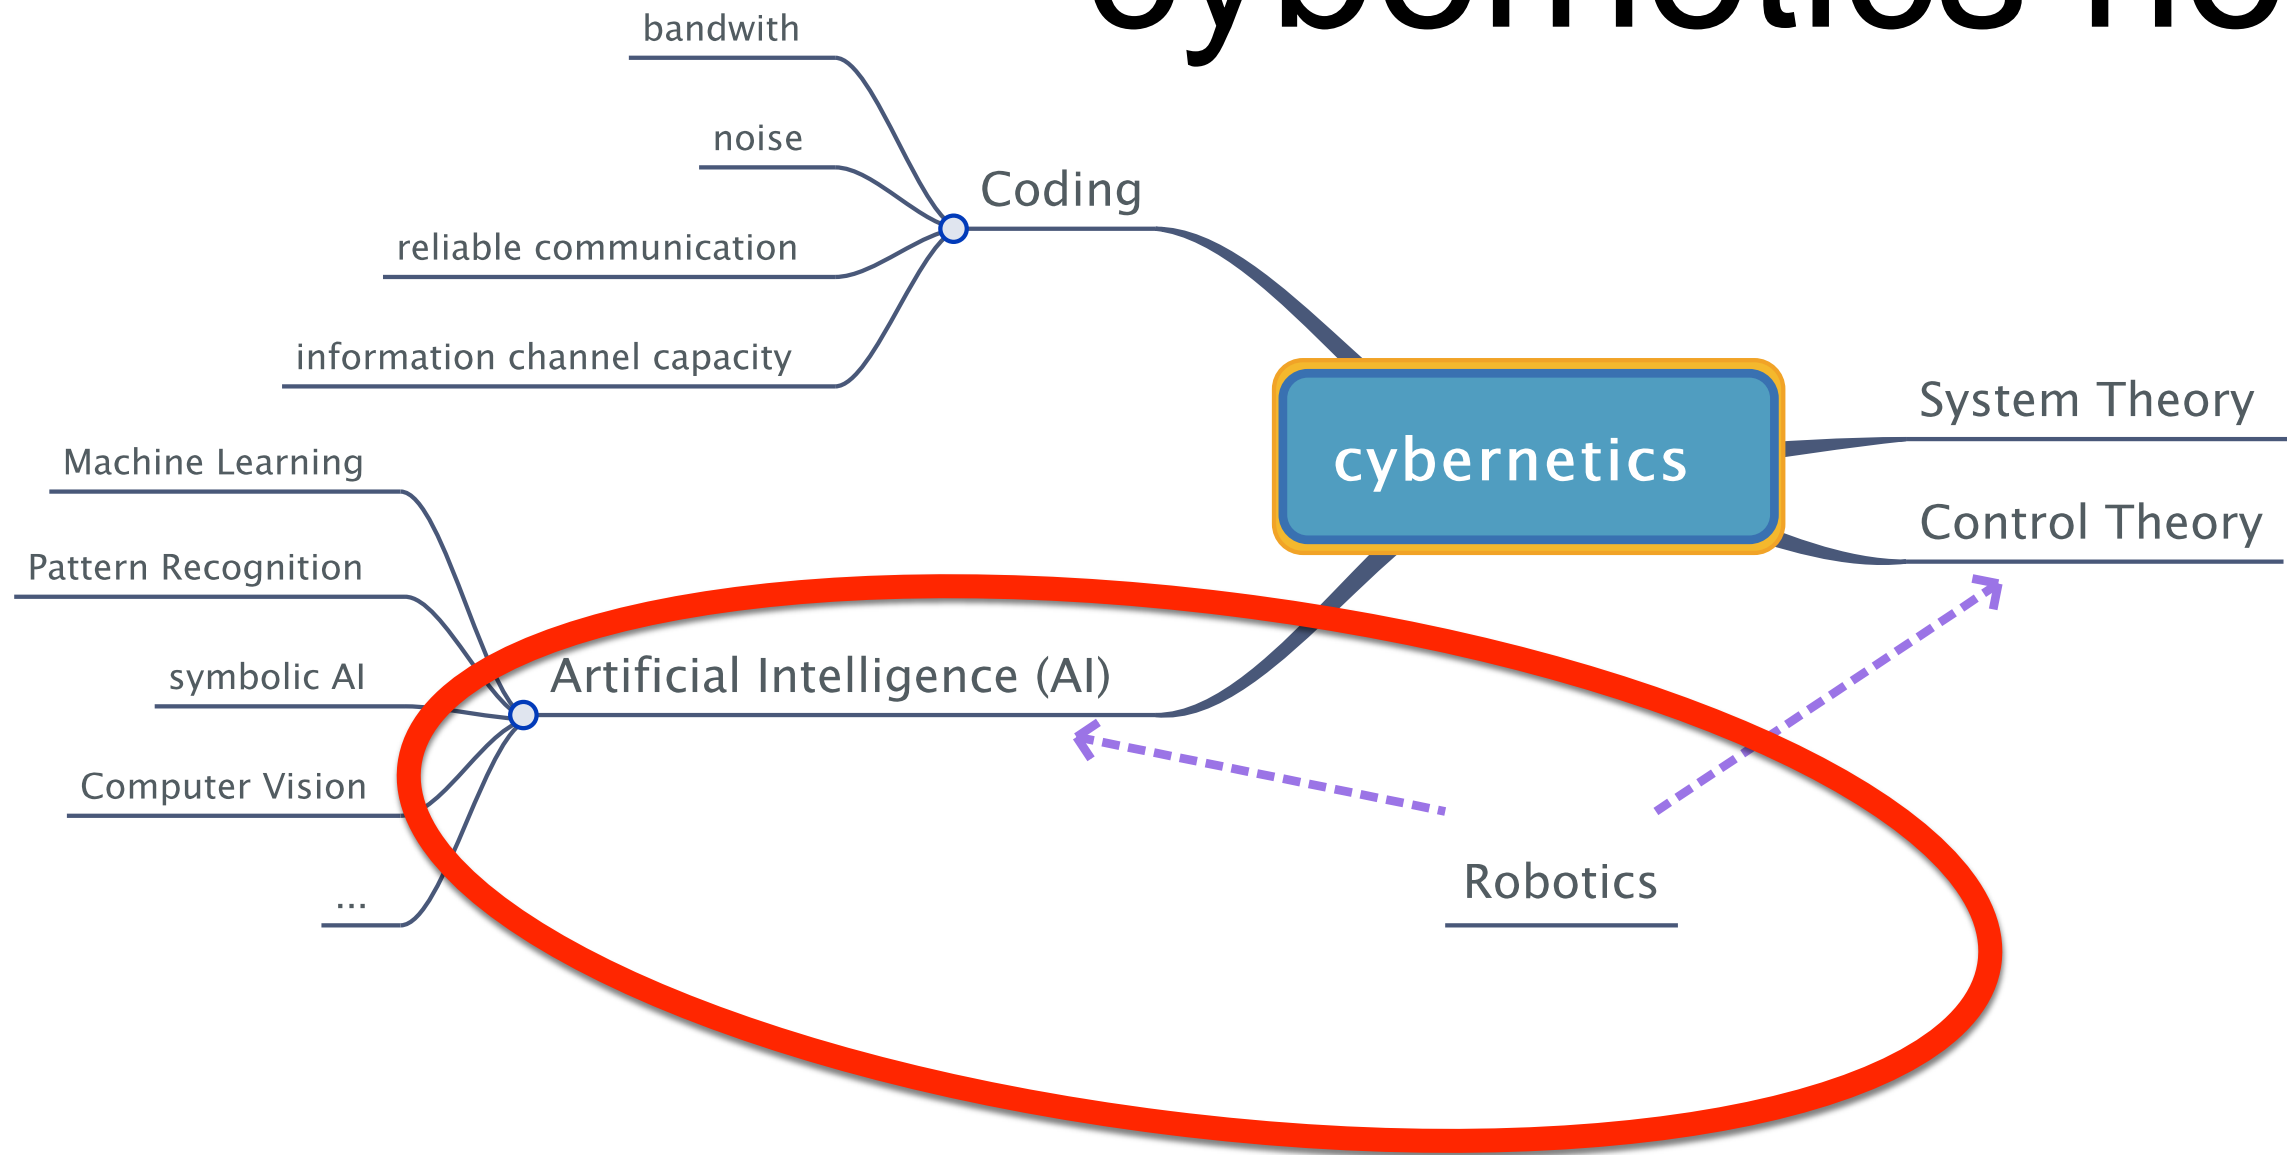 cybernetics
bandwith
noise
Coding
reliable communication
information channel capacity
cybernetics
System Theory
Control Theory
Machine Learning
Pattern Recognition
symbolic AI
Computer Vision
...
Artificial Intelligence (AI)
Robotics